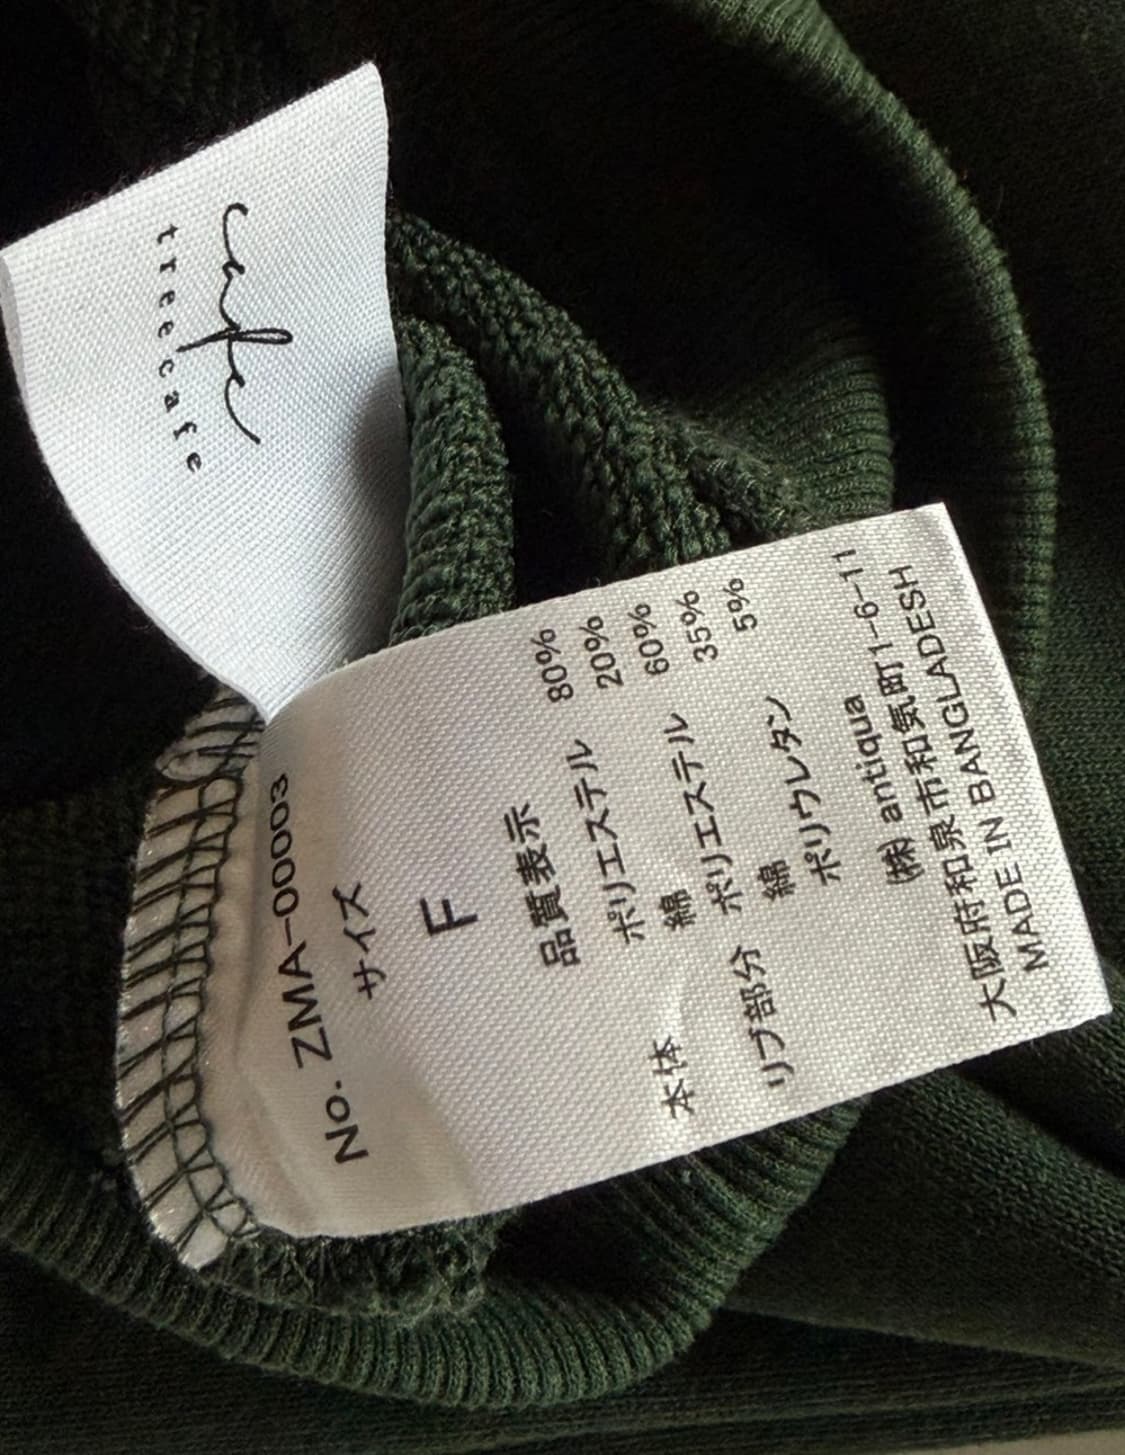 cafe
treecafe
No. ZMA-00003
サイズ
F
品質表示
本体 ポリエステル 80%
綿 20%
リブ部分 ポリエステル 60%
綿 35%
ポリウレタン 5%
(株) antiqua
大阪府和泉市和気町1-6-11
MADE IN BANGLADESH